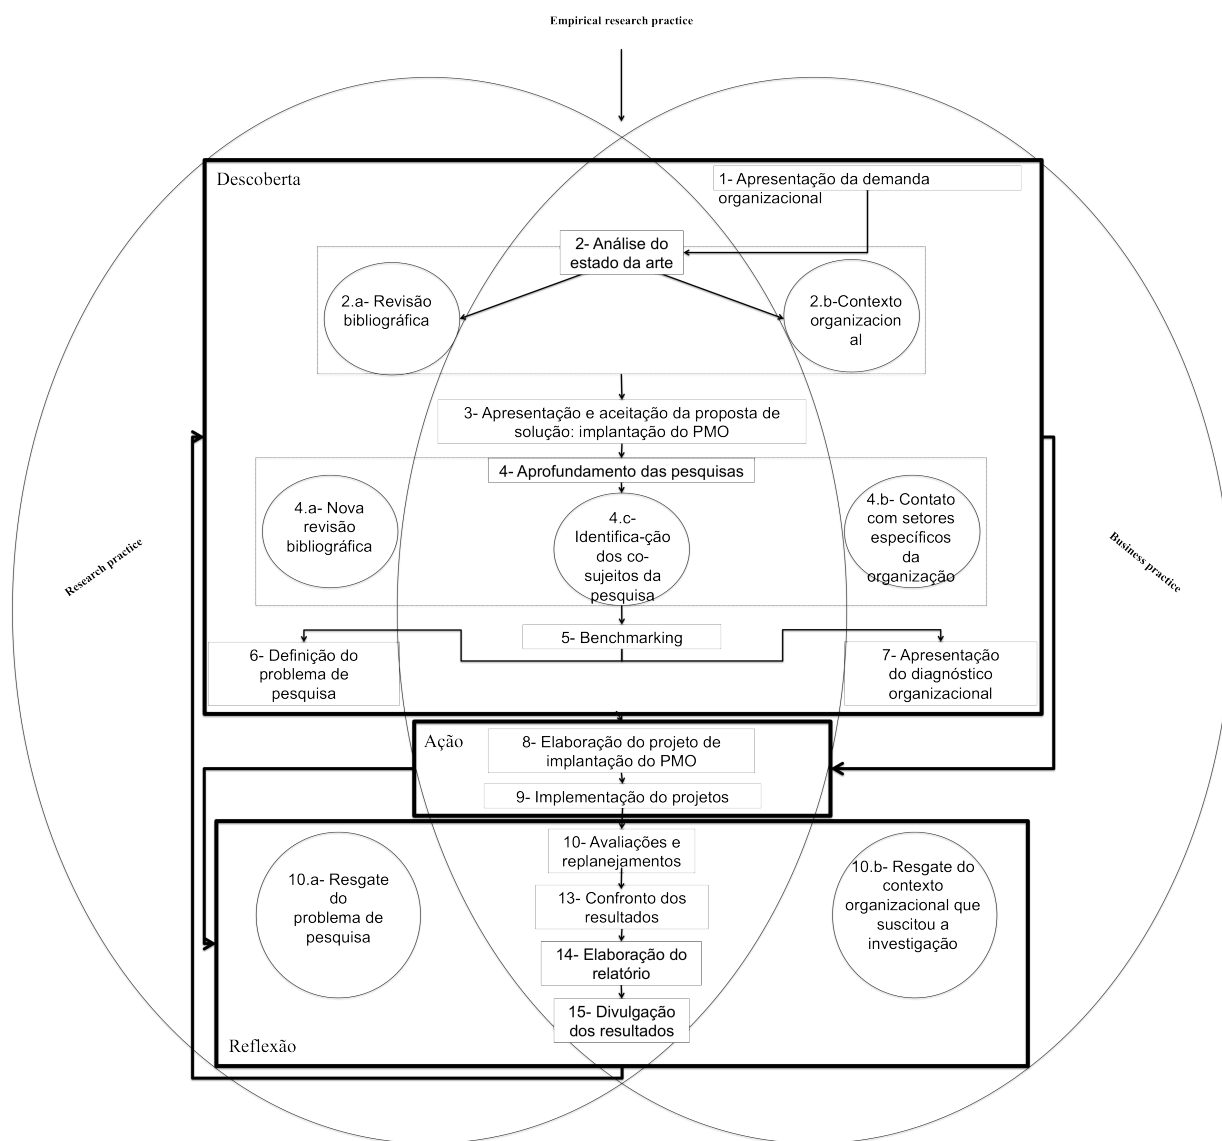 Empirical research practice
Descoberta
1- Apresentação da demanda
organizacional
2- Análise do
estado da arte
2.a- Revisão
bibliográfica
2.b-Contexto
organizacion
al
3- Apresentação e aceitação da proposta de
solução: implantação do PMO
4- Aprofundamento das pesquisas
4.a- Nova
revisão
bibliográfica
4.c-
Identifica-ção
dos co-
sujeitos da
pesquisa
4.b- Contato
com setores
específicos
da
organização
Research practice
Business practice
5- Benchmarking
6- Definição do
problema de
pesquisa
7- Apresentação
do diagnóstico
organizacional
Ação
8- Elaboração do projeto de
implantação do PMO
9- Implementação do projetos
10- Avaliações e
replanejamentos
10.a- Resgate
do
problema de
pesquisa
10.b- Resgate do
contexto
organizacional que
suscitou a
investigação
13- Confronto dos
resultados
14- Elaboração do
relatório
15- Divulgação
dos resultados
Reflexão